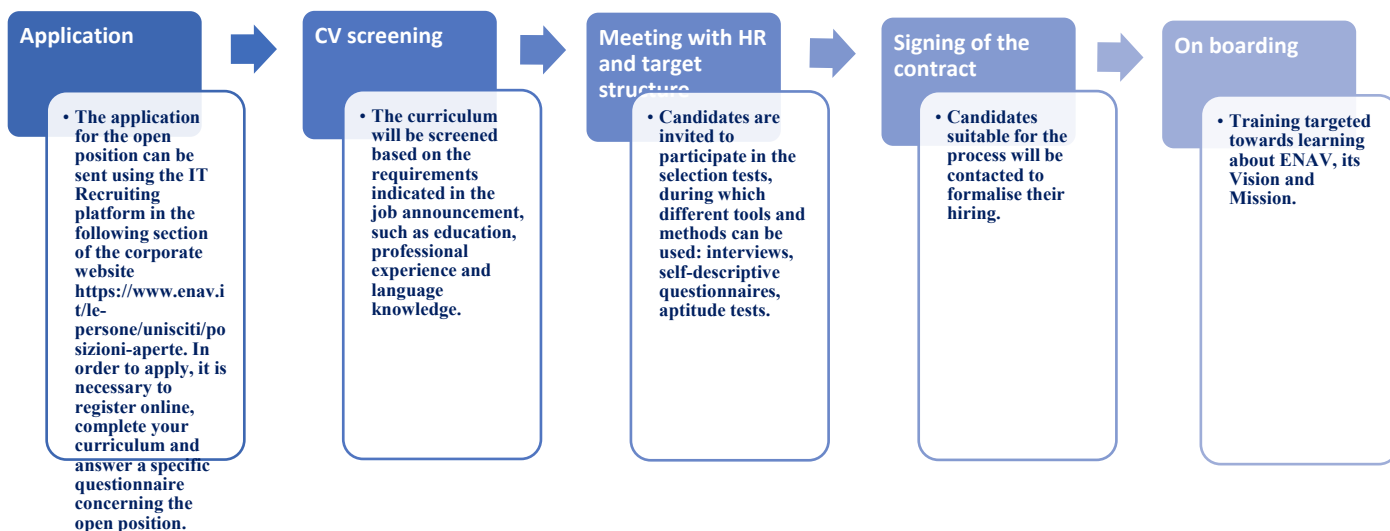 Application
• The application
for the open
position can be
sent using the IT
Recruiting
platform in the
following section
of the corporate
website
https://www.enav.i
t/le-
persone/unisciti/po
sizioni-aperte. In
order to apply, it is
necessary to
register online,
complete your
curriculum and
answer a specific
questionnaire
concerning the
open position.
CV screening
• The curriculum
will be screened
based on the
requirements
indicated in the
job announcement,
such as education,
professional
experience and
language
knowledge.
Meeting with HR
and target
structure
• Candidates are
invited to
participate in the
selection tests,
during which
different tools and
methods can be
used: interviews,
self-descriptive
questionnaires,
aptitude tests.
Signing of the
contract
• Candidates
suitable for the
process will be
contacted to
formalise their
hiring.
On boarding
• Training targeted
towards learning
about ENAV, its
Vision and
Mission.